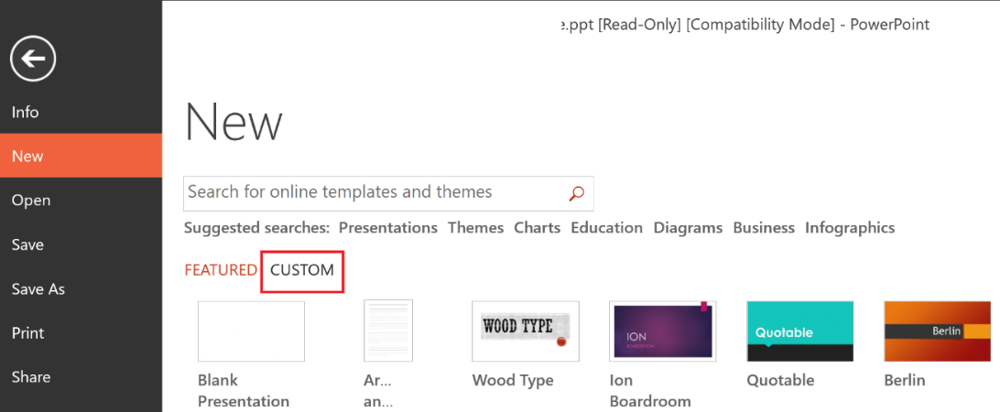 e.ppt [Read-Only] [Compatibility Mode] - PowerPoint
Info
New
Open
Save
Save As
Print
Share
New
Search for online templates and themes
Suggested searches: Presentations Themes Charts Education Diagrams Business Infographics
FEATURED CUSTOM
WOOD TYPE
ION
BOARDROOM
Quotable
Berlin
Blank Presentation
Ar... an...
Wood Type
Ion Boardroom
Quotable
Berlin